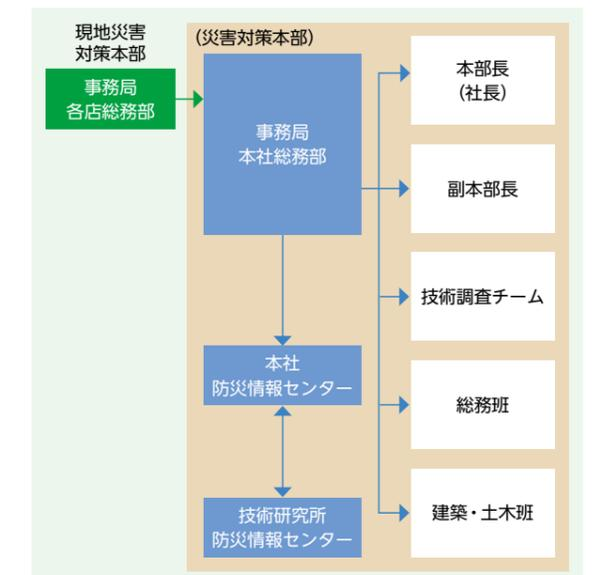 現地災害
対策本部
事務局
各店総務部
(災害対策本部)
事務局
本社総務部
本社
防災情報センター
技術研究所
防災情報センター
本部長
(社長)
副本部長
技術調査チーム
総務班
建築・土木班